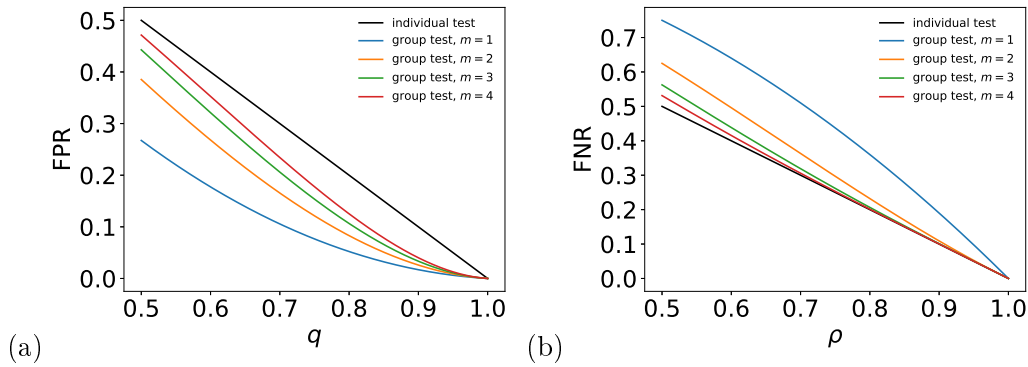 FPR
0.5
0.4
0.3
0.2
0.1
0.0
individual test
group test, m = 1
group test, m = 2
group test, m = 3
group test, m = 4
0.5 0.6 0.7 0.8 0.9 1.0
q
(a)
FNR
0.7
0.6
0.5
0.4
0.3
0.2
0.1
0.0
individual test
group test, m = 1
group test, m = 2
group test, m = 3
group test, m = 4
0.5 0.6 0.7 0.8 0.9 1.0
ρ
(b)